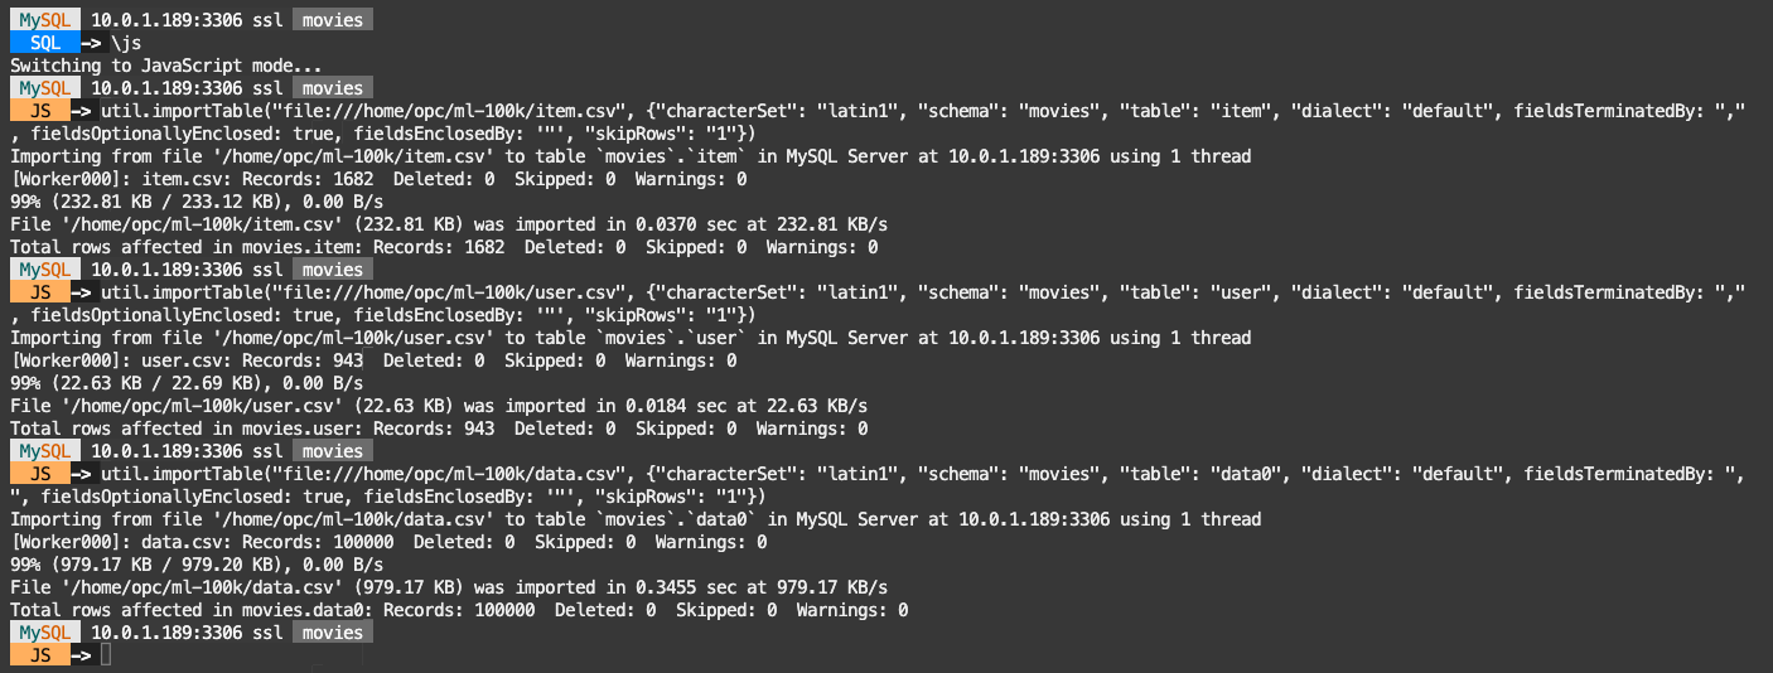 MySQL 10.0.1.189:3306 ssl movies
SQL -> \js
Switching to JavaScript mode...
MySQL 10.0.1.189:3306 ssl movies
JS -> util.importTable("file:///home/opc/ml-100k/item.csv", {"characterSet": "latin1", "schema": "movies", "table": "item", "dialect": "default", fieldsTerminatedBy: ","
, fieldsOptionallyEnclosed: true, fieldsEnclosedBy: '"', "skipRows": "1"})
Importing from file '/home/opc/ml-100k/item.csv' to table `movies`.`item` in MySQL Server at 10.0.1.189:3306 using 1 thread
[Worker000]: item.csv: Records: 1682  Deleted: 0  Skipped: 0  Warnings: 0
99% (232.81 KB / 233.12 KB), 0.00 B/s
File '/home/opc/ml-100k/item.csv' (232.81 KB) was imported in 0.0370 sec at 232.81 KB/s
Total rows affected in movies.item: Records: 1682  Deleted: 0  Skipped: 0  Warnings: 0
MySQL 10.0.1.189:3306 ssl movies
JS -> util.importTable("file:///home/opc/ml-100k/user.csv", {"characterSet": "latin1", "schema": "movies", "table": "user", "dialect": "default", fieldsTerminatedBy: ","
, fieldsOptionallyEnclosed: true, fieldsEnclosedBy: '"', "skipRows": "1"})
Importing from file '/home/opc/ml-100k/user.csv' to table `movies`.`user` in MySQL Server at 10.0.1.189:3306 using 1 thread
[Worker000]: user.csv: Records: 943  Deleted: 0  Skipped: 0  Warnings: 0
99% (22.63 KB / 22.69 KB), 0.00 B/s
File '/home/opc/ml-100k/user.csv' (22.63 KB) was imported in 0.0184 sec at 22.63 KB/s
Total rows affected in movies.user: Records: 943  Deleted: 0  Skipped: 0  Warnings: 0
MySQL 10.0.1.189:3306 ssl movies
JS -> util.importTable("file:///home/opc/ml-100k/data.csv", {"characterSet": "latin1", "schema": "movies", "table": "data0", "dialect": "default", fieldsTerminatedBy: ",
", fieldsOptionallyEnclosed: true, fieldsEnclosedBy: '"', "skipRows": "1"})
Importing from file '/home/opc/ml-100k/data.csv' to table `movies`.`data0` in MySQL Server at 10.0.1.189:3306 using 1 thread
[Worker000]: data.csv: Records: 100000  Deleted: 0  Skipped: 0  Warnings: 0
99% (979.17 KB / 979.20 KB), 0.00 B/s
File '/home/opc/ml-100k/data.csv' (979.17 KB) was imported in 0.3455 sec at 979.17 KB/s
Total rows affected in movies.data0: Records: 100000  Deleted: 0  Skipped: 0  Warnings: 0
MySQL 10.0.1.189:3306 ssl movies
JS ->